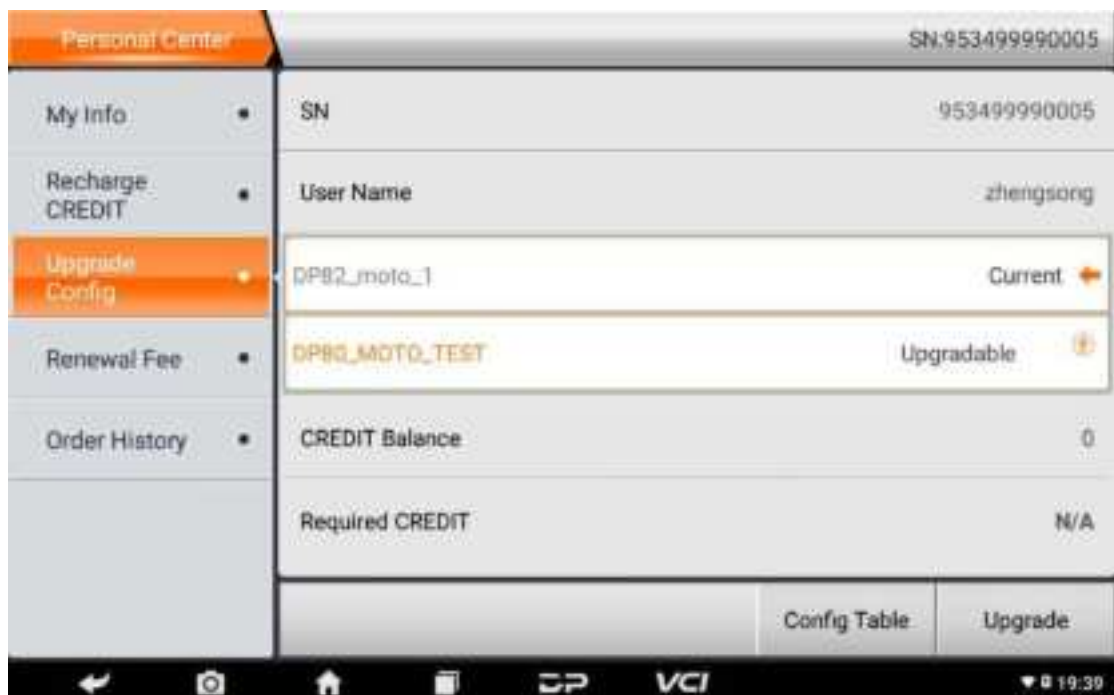 Personal Center
SN:953499990005
My Info
SN
953499990005
Recharge
CREDIT
User Name
zhengsong
Upgrade
Config
DP82_moto_1
Current
DP80_MOTO_TEST
Upgradable
Renewal Fee
Order History
CREDIT Balance
0
Required CREDIT
N/A
Config Table
Upgrade
DP
VCI
19:39